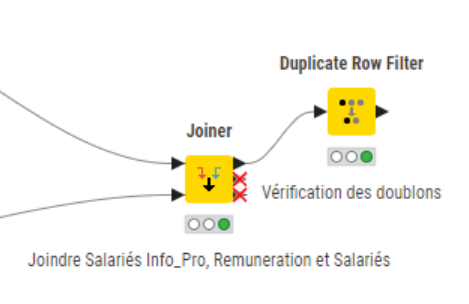 Duplicate Row Filter
Joiner
Vérification des doublons
Joindre Salariés Info_Pro, Remuneration et Salariés